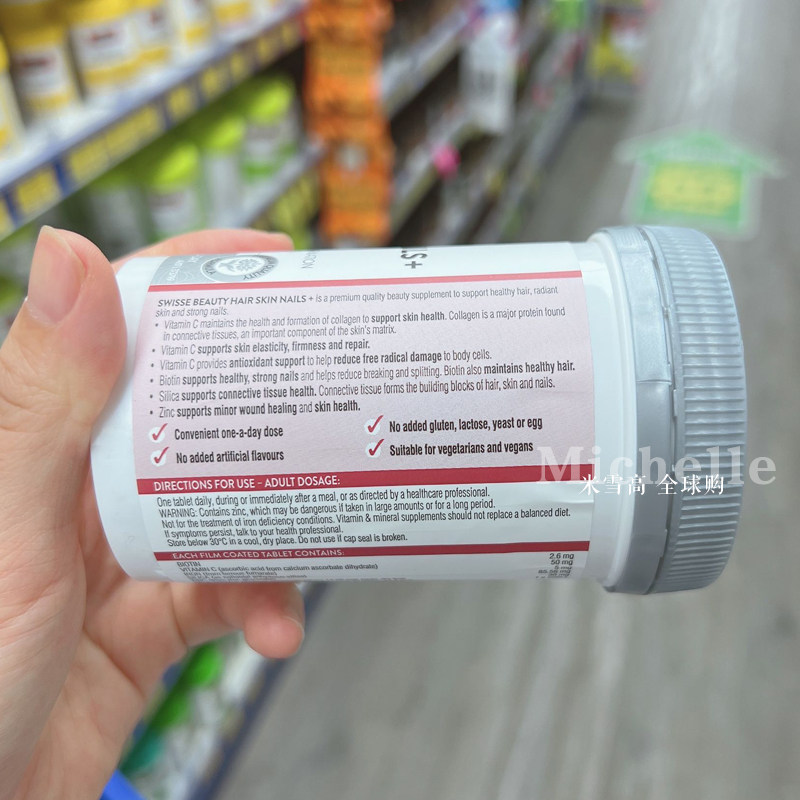 SWISSE BEAUTY HAIR SKIN NAILS + is a premium quality beauty supplement to support healthy hair, radiant
skin and strong nails.
• Vitamin C maintains the health and formation of collagen to support skin health. Collagen is a major protein found
in connective tissues, an important component of the skin's matrix.
• Vitamin C supports skin elasticity, firmness and repair.
• Vitamin C provides antioxidant support to help reduce free radical damage to body cells.
• Biotin supports healthy, strong nails and helps reduce breaking and splitting. Biotin also maintains healthy hair.
• Silica supports connective tissue health. Connective tissue forms the building blocks of hair, skin and nails.
• Zinc supports minor wound healing and skin health.
Convenient one-a-day dose
No added gluten, lactose, yeast or egg
No added artificial flavours
Suitable for vegetarians and vegans
Michelle
米雪高 全球购
DIRECTIONS FOR USE – ADULT DOSAGE:
One tablet daily, during or immediately after a meal, or as directed by a healthcare professional.
WARNING: Contains zinc, which may be dangerous if taken in large amounts or for a long period.
Not for the treatment of iron deficiency conditions. Vitamin & mineral supplements should not replace a balanced diet.
If symptoms persist, talk to your health professional.
Store below 30°C in a cool, dry place. Do not use if cap seal is broken.
EACH FILM COATED TABLET CONTAINS:
BIOTIN 2.6 mg
VITAMIN C (ascorbic acid from calcium ascorbate dihydrate) 50 mg
5 mg